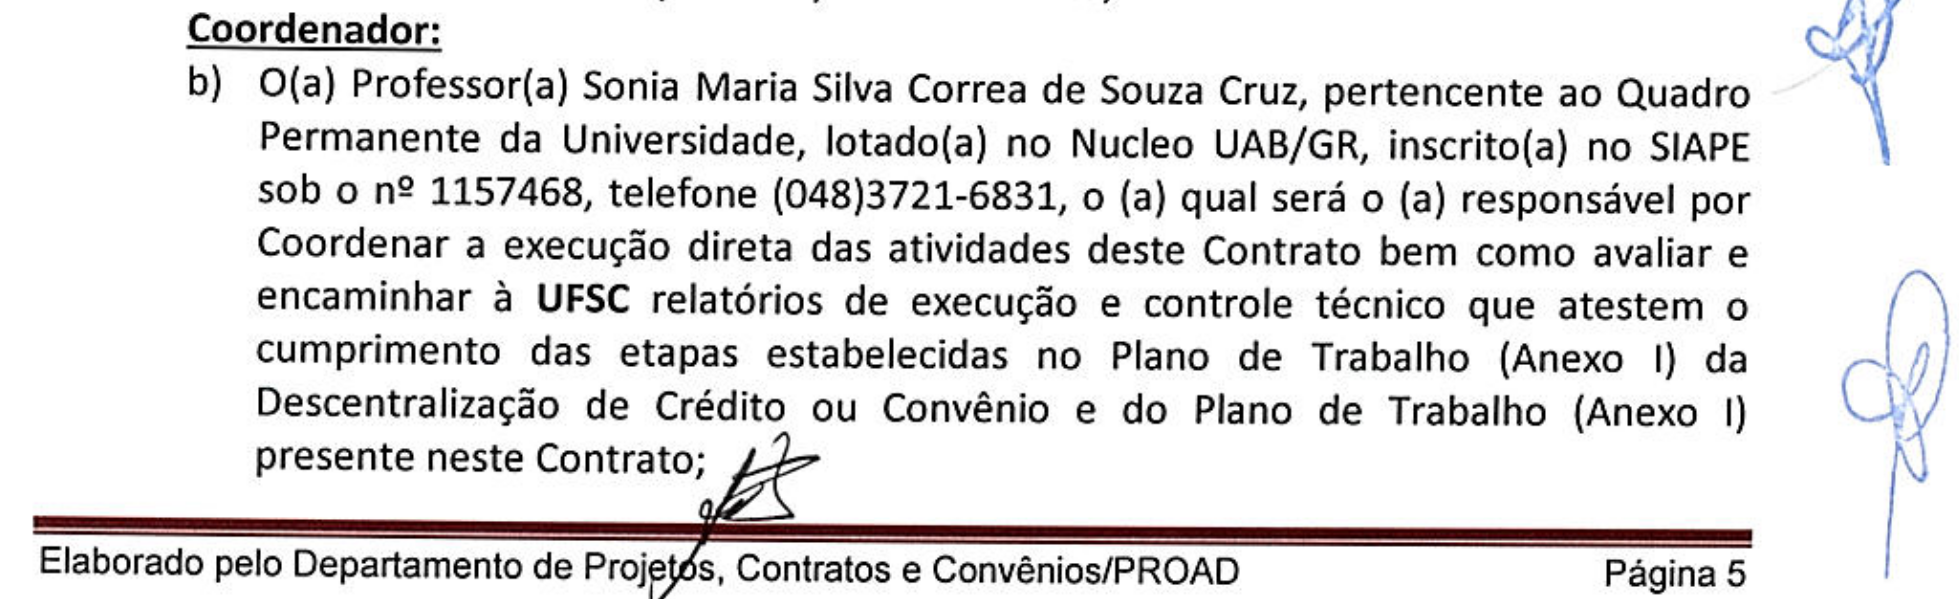 Coordenador:
b) O(a) Professor(a) Sonia Maria Silva Correa de Souza Cruz, pertencente ao Quadro
Permanente da Universidade, lotado(a) no Nucleo UAB/GR, inscrito(a) no SIAPE
sob o nº 1157468, telefone (048)3721-6831, o (a) qual será o (a) responsável por
Coordenar a execução direta das atividades deste Contrato bem como avaliar e
encaminhar à UFSC relatórios de execução e controle técnico que atestem o
cumprimento das etapas estabelecidas no Plano de Trabalho (Anexo I) da
Descentralização de Crédito ou Convênio e do Plano de Trabalho (Anexo I)
presente neste Contrato;
Elaborado pelo Departamento de Projetos, Contratos e Convênios/PROAD Página 5